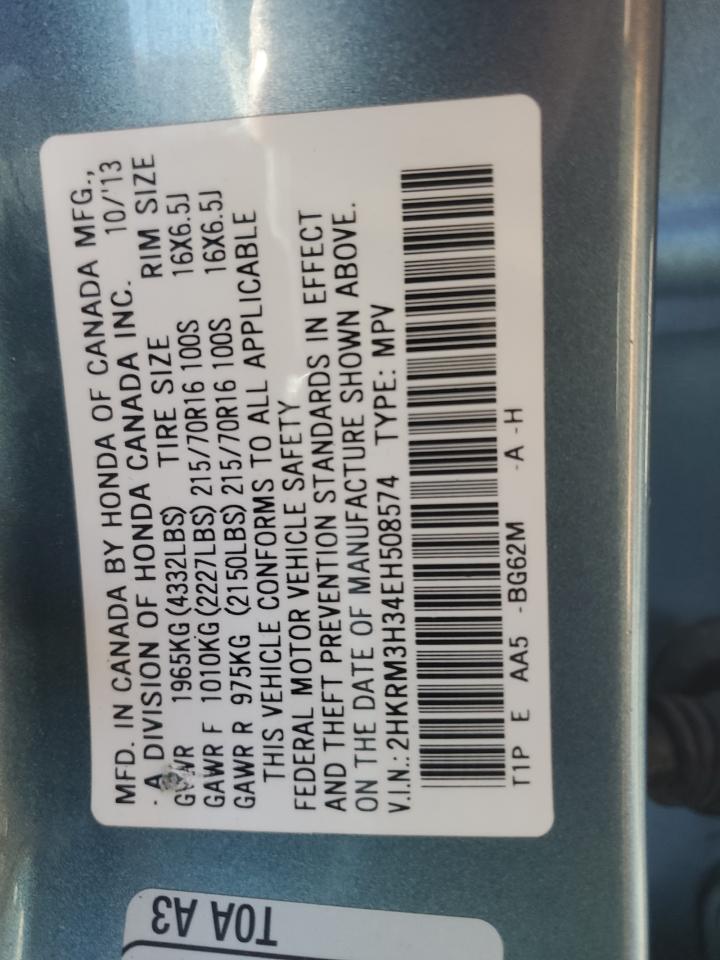 MFD. IN CANADA BY HONDA OF CANADA MFG.,
A DIVISION OF HONDA CANADA INC. 10/'13
GVWR 1965KG (4332LBS) TIRE SIZE RIM SIZE
GAWR F 1010KG (2227LBS) 215/70R16 100S 16X6.5J
GAWR R 975KG (2150LBS) 215/70R16 100S 16X6.5J
THIS VEHICLE CONFORMS TO ALL APPLICABLE
FEDERAL MOTOR VEHICLE SAFETY
AND THEFT PREVENTION STANDARDS IN EFFECT
ON THE DATE OF MANUFACTURE SHOWN ABOVE.
V.I.N.: 2HKRM3H34EH508574 TYPE: MPV
T1P E AA5 -BG62M -A -H
T0A A3